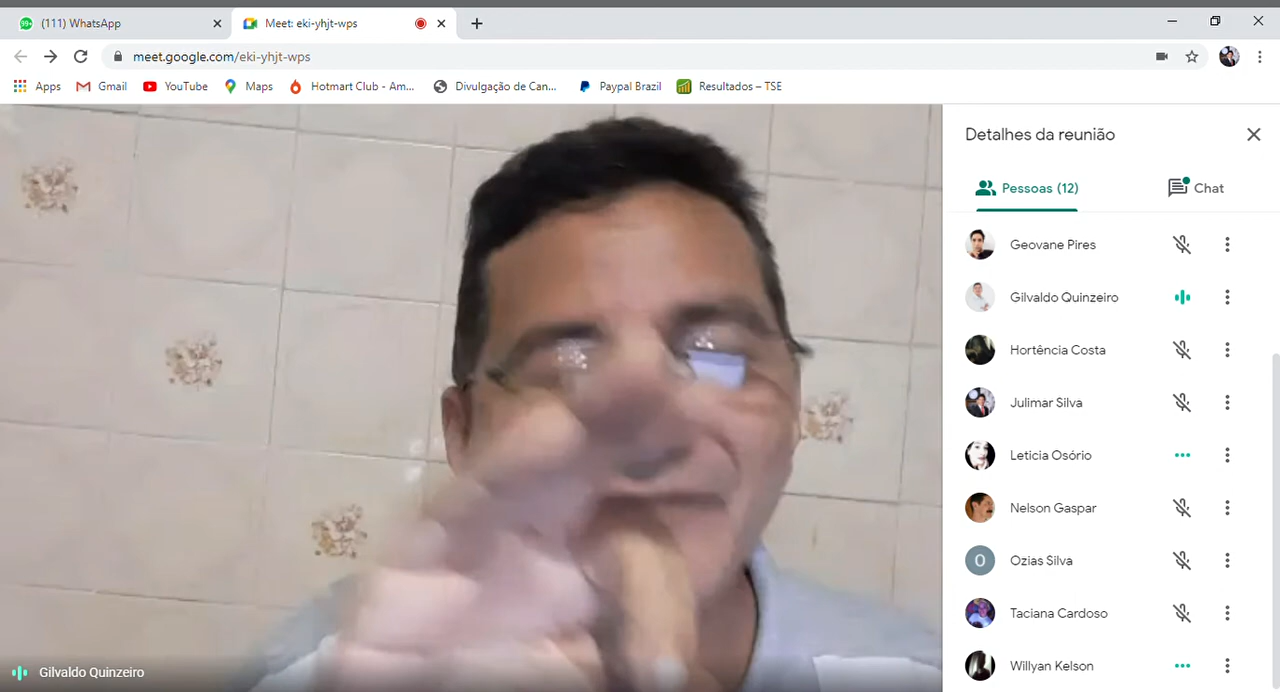 99+ (111) WhatsApp
Meet: eki-yhjt-wps
meet.google.com/eki-yhjt-wps
Apps Gmail YouTube Maps Hotmart Club - Am... Divulgação de Can... Paypal Brazil Resultados – TSE
Detalhes da reunião
Pessoas (12) Chat
Geovane Pires
Gilvaldo Quinzeiro
Hortência Costa
Julimar Silva
Leticia Osório
Nelson Gaspar
O Ozias Silva
Taciana Cardoso
Willyan Kelson
Gilvaldo Quinzeiro